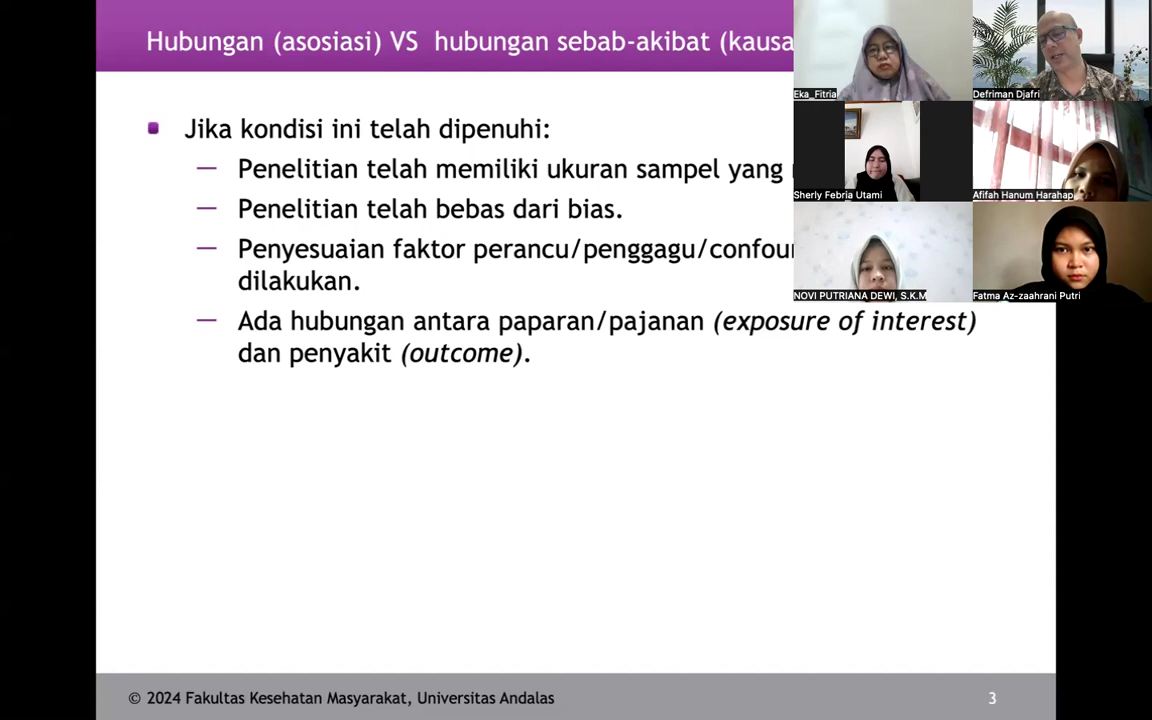 Hubungan (asosiasi) VS hubungan sebab-akibat (kausa
Jika kondisi ini telah dipenuhi:
— Penelitian telah memiliki ukuran sampel yang
— Penelitian telah bebas dari bias.
— Penyesuaian faktor perancu/penggagu/confour
dilakukan.
— Ada hubungan antara paparan/pajanan (exposure of interest)
dan penyakit (outcome).
© 2024 Fakultas Kesehatan Masyarakat, Universitas Andalas
3
Eka_Fitria
Defriman Djafri
Sherly Febria Utami
Afifah Hanum Harahap
NOVI PUTRIANA DEWI, S.K.M
Fatma Az-zaahrani Putri